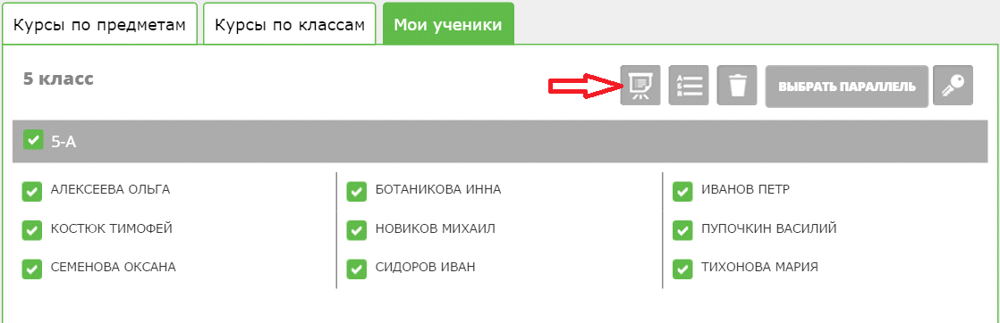 Курсы по предметам Курсы по классам Мои ученики
5 класс ВЫБРАТЬ ПАРАЛЛЕЛЬ
5-А
АЛЕКСЕЕВА ОЛЬГА БОТАНИКОВА ИННА ИВАНОВ ПЕТР
КОСТЮК ТИМОФЕЙ НОВИКОВ МИХАИЛ ПУПОЧКИН ВАСИЛИЙ
СЕМЕНОВА ОКСАНА СИДОРОВ ИВАН ТИХОНОВА МАРИЯ